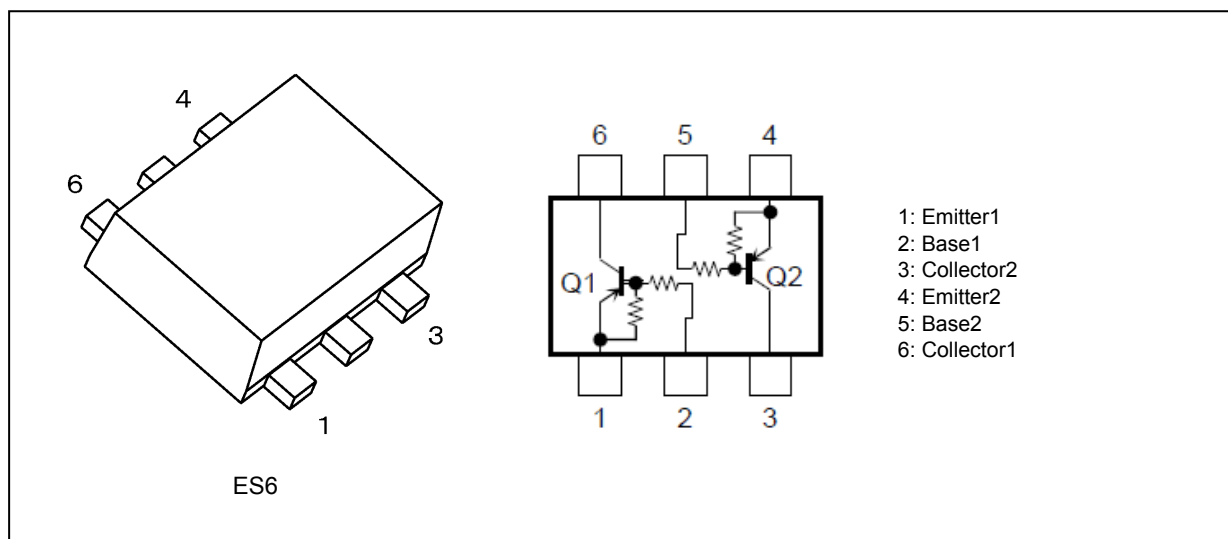 4
6
3
1
ES6
6 5 4
Q1 Q2
1 2 3
1: Emitter1
2: Base1
3: Collector2
4: Emitter2
5: Base2
6: Collector1